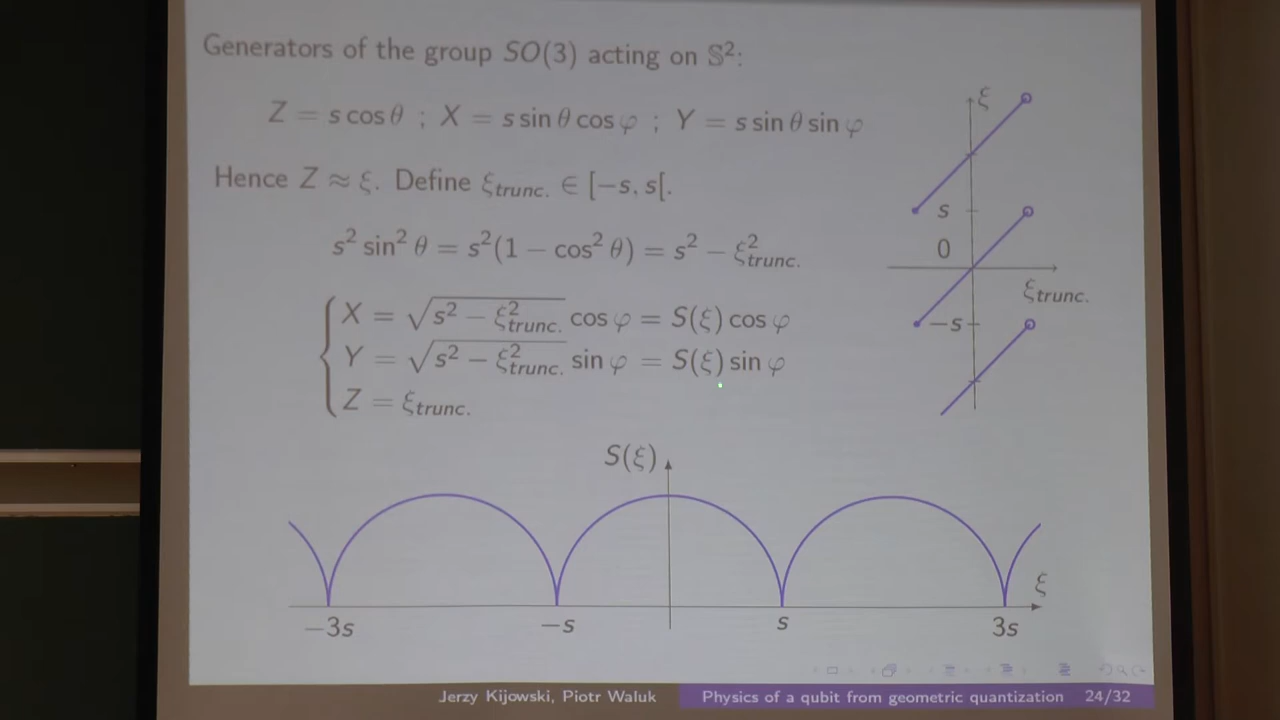 Generators of the group SO(3) acting on 𝕊²:
Z = s cos θ ; X = s sin θ cos φ ; Y = s sin θ sin φ
Hence Z ≈ ξ. Define ξ_trunc. ∈ [−s, s[.
s² sin² θ = s²(1 − cos² θ) = s² − ξ²_trunc.
X = √(s² − ξ²_trunc.) cos φ = S(ξ) cos φ
Y = √(s² − ξ²_trunc.) sin φ = S(ξ) sin φ
Z = ξ_trunc.
ξ
s
0
ξ_trunc.
−s
S(ξ)
ξ
−3s −s s 3s
Jerzy Kijowski, Piotr Waluk Physics of a qubit from geometric quantization 24/32